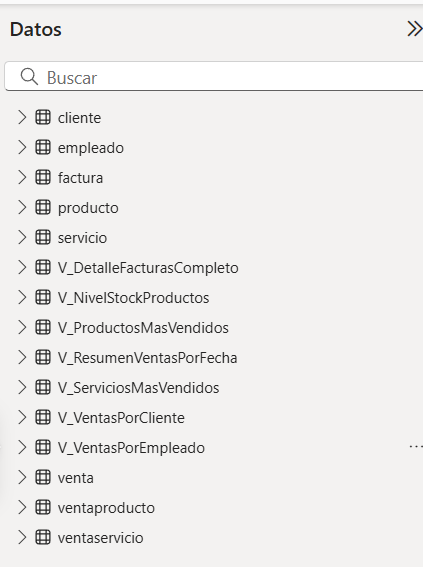 Datos
Buscar
cliente
empleado
factura
producto
servicio
V_DetalleFacturasCompleto
V_NivelStockProductos
V_ProductosMasVendidos
V_ResumenVentasPorFecha
V_ServiciosMasVendidos
V_VentasPorCliente
V_VentasPorEmpleado
venta
ventaproducto
ventaservicio